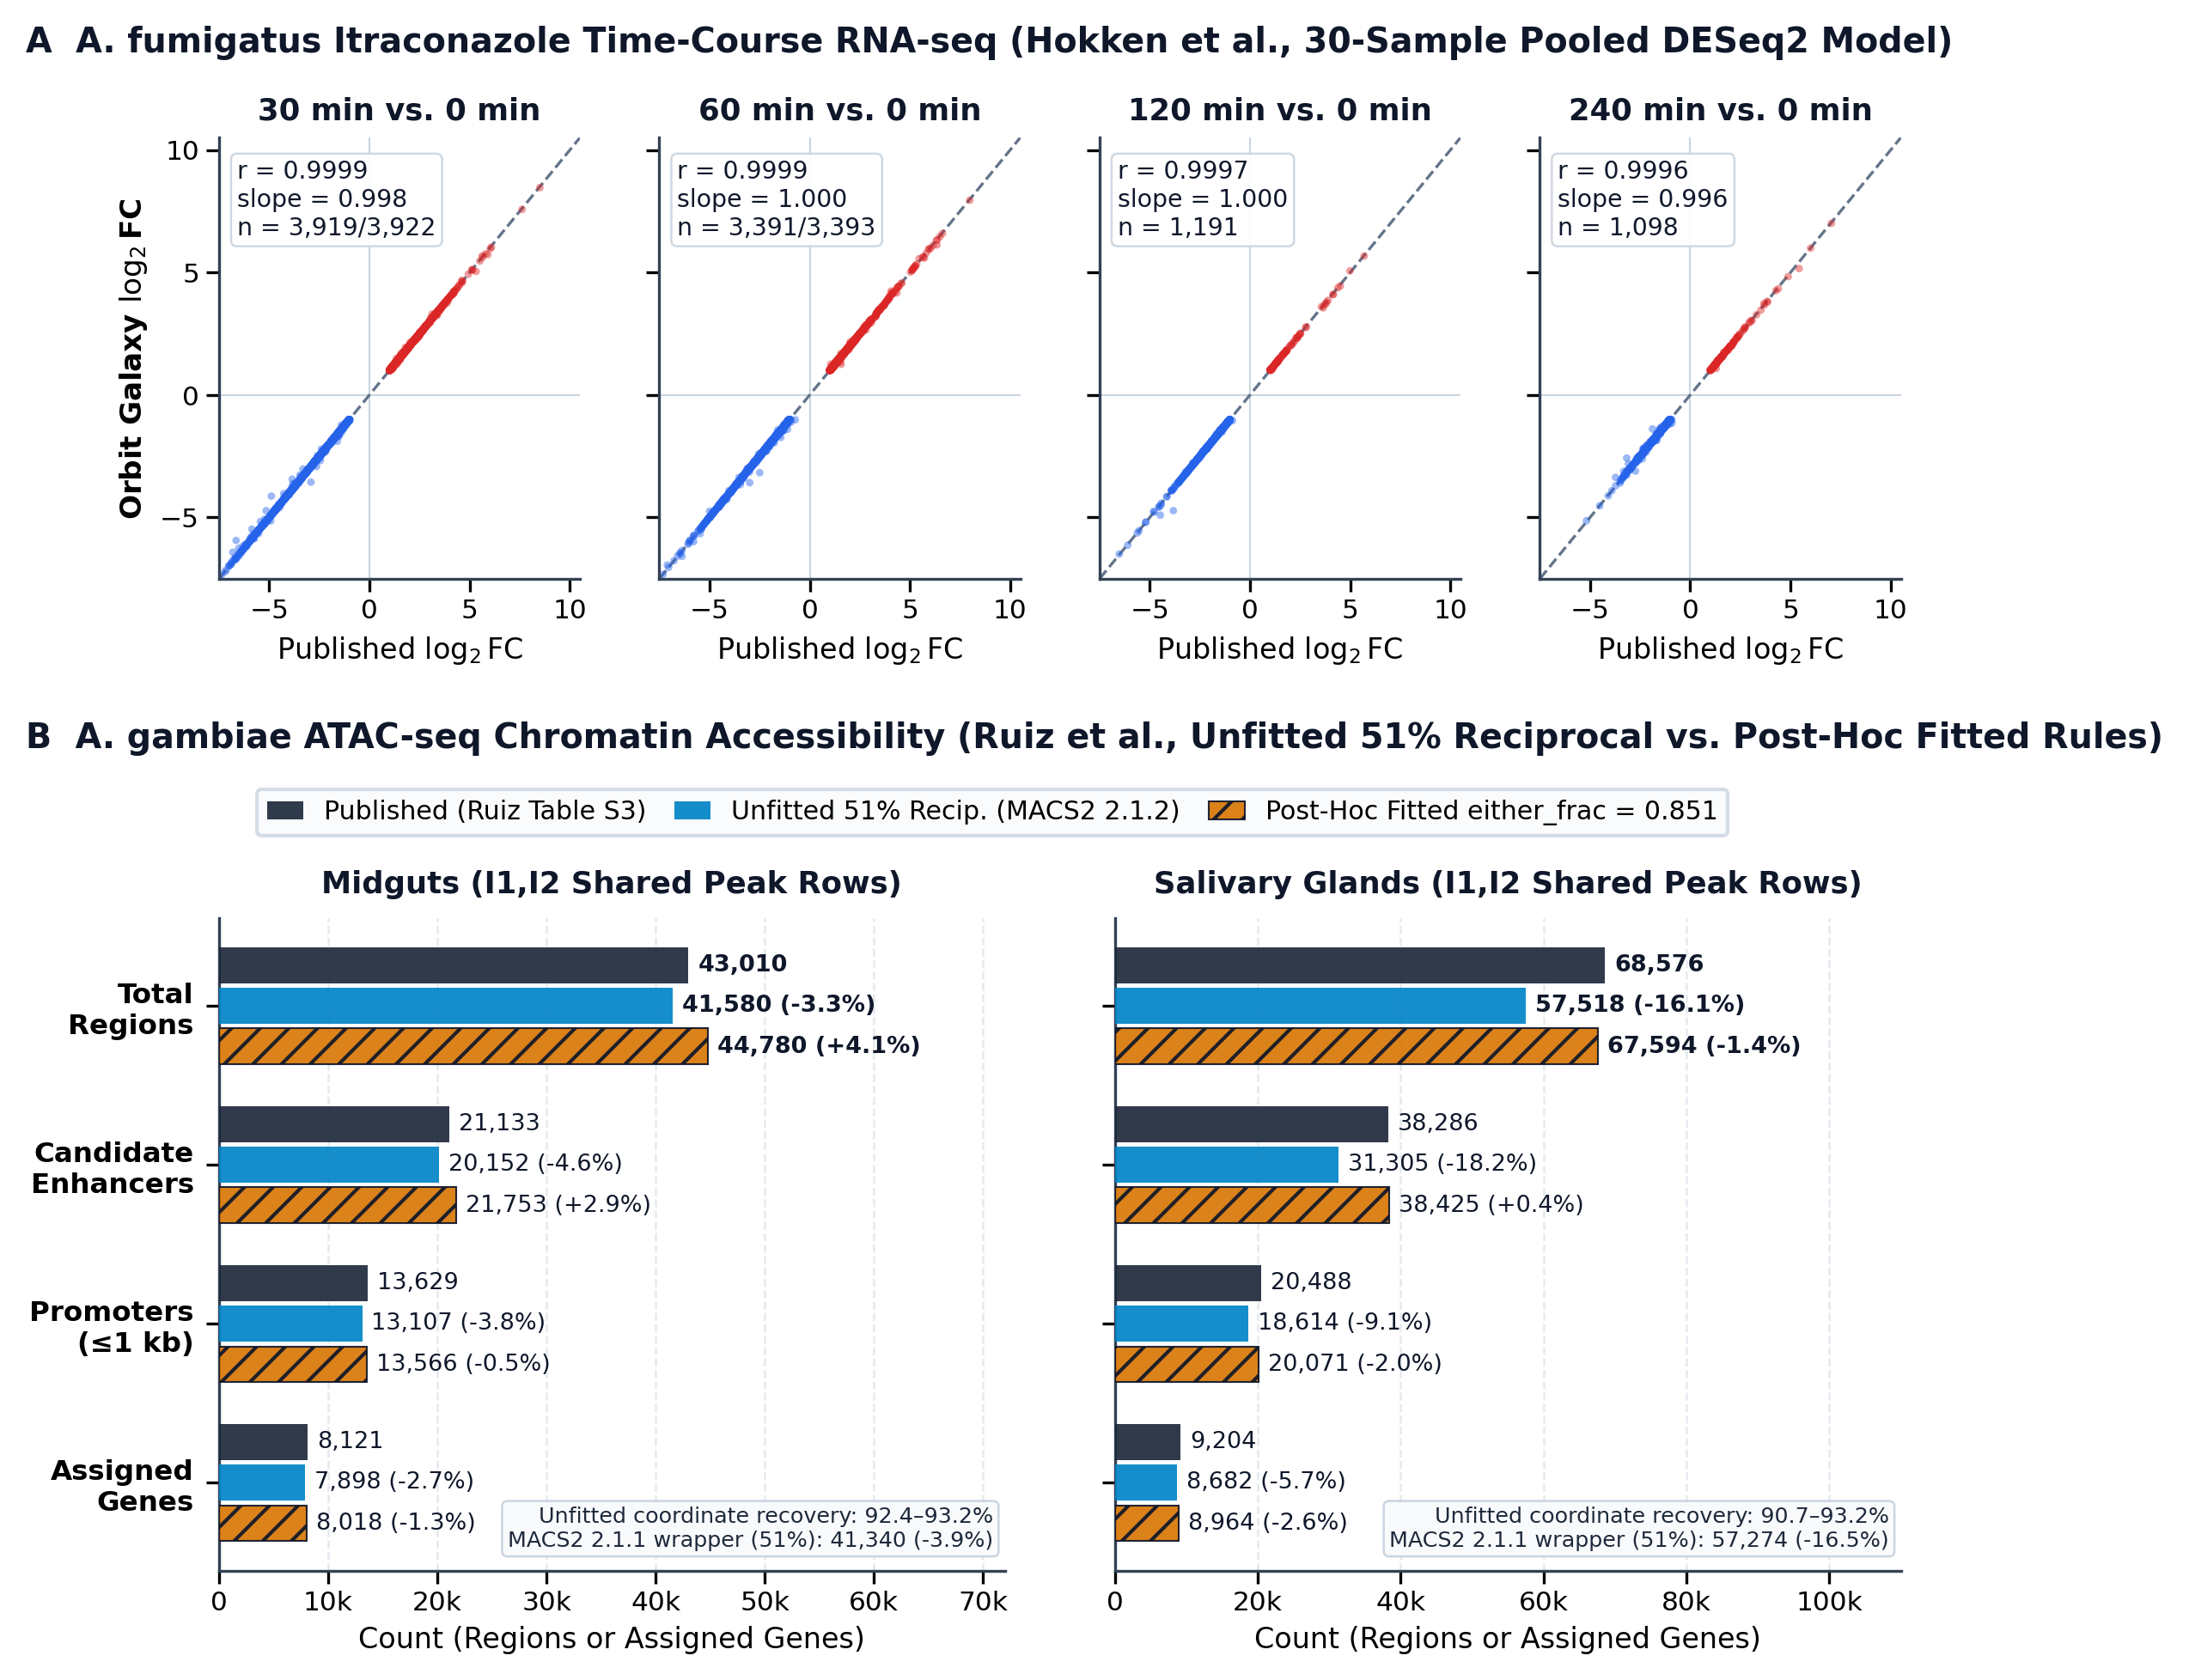 A A. fumigatus Itraconazole Time-Course RNA-seq (Hokken et al., 30-Sample Pooled DESeq2 Model)
30 min vs. 0 min
60 min vs. 0 min
120 min vs. 0 min
240 min vs. 0 min
r = 0.9999
slope = 0.998
n = 3,919/3,922
r = 0.9999
slope = 1.000
n = 3,391/3,393
r = 0.9997
slope = 1.000
n = 1,191
r = 0.9996
slope = 0.996
n = 1,098
Orbit Galaxy log₂ FC
10
5
0
−5
−5 0 5 10
−5 0 5 10
−5 0 5 10
−5 0 5 10
Published log₂ FC
Published log₂ FC
Published log₂ FC
Published log₂ FC
B A. gambiae ATAC-seq Chromatin Accessibility (Ruiz et al., Unfitted 51% Reciprocal vs. Post-Hoc Fitted Rules)
Published (Ruiz Table S3)
Unfitted 51% Recip. (MACS2 2.1.2)
Post-Hoc Fitted either_frac = 0.851
Midguts (I1,I2 Shared Peak Rows)
Total
Regions
43,010
41,580 (-3.3%)
44,780 (+4.1%)
Candidate
Enhancers
21,133
20,152 (-4.6%)
21,753 (+2.9%)
Promoters
(≤1 kb)
13,629
13,107 (-3.8%)
13,566 (-0.5%)
Assigned
Genes
8,121
7,898 (-2.7%)
8,018 (-1.3%)
Unfitted coordinate recovery: 92.4–93.2%
MACS2 2.1.1 wrapper (51%): 41,340 (-3.9%)
0 10k 20k 30k 40k 50k 60k 70k
Count (Regions or Assigned Genes)
Salivary Glands (I1,I2 Shared Peak Rows)
68,576
57,518 (-16.1%)
67,594 (-1.4%)
38,286
31,305 (-18.2%)
38,425 (+0.4%)
20,488
18,614 (-9.1%)
20,071 (-2.0%)
9,204
8,682 (-5.7%)
8,964 (-2.6%)
Unfitted coordinate recovery: 90.7–93.2%
MACS2 2.1.1 wrapper (51%): 57,274 (-16.5%)
0 20k 40k 60k 80k 100k
Count (Regions or Assigned Genes)